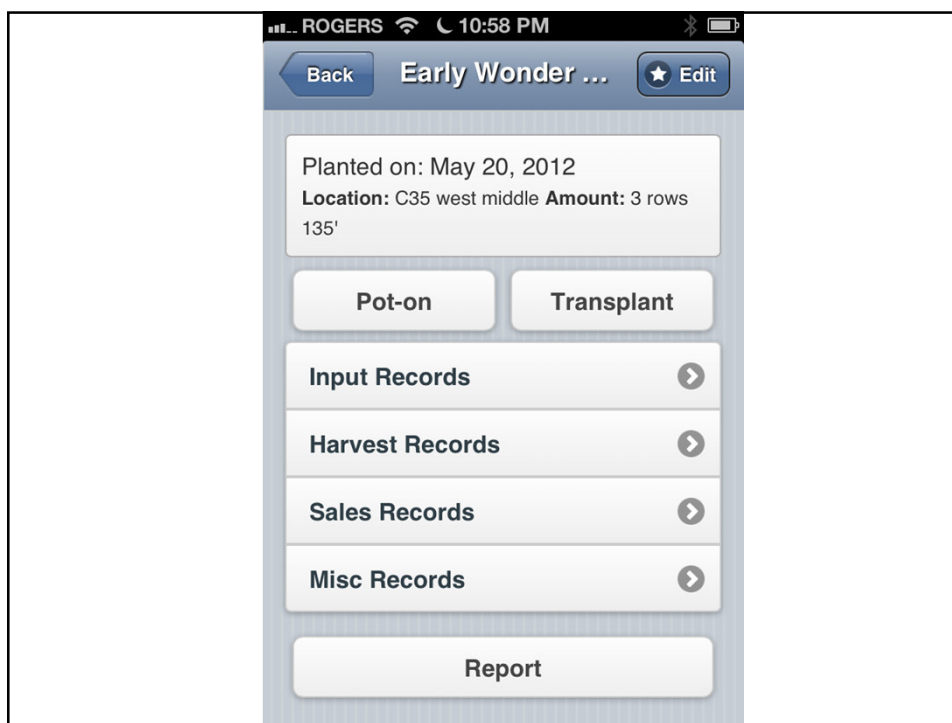 ROGERS 10:58 PM
Back Early Wonder ... Edit
Planted on: May 20, 2012
Location: C35 west middle Amount: 3 rows
135'
Pot-on Transplant
Input Records
Harvest Records
Sales Records
Misc Records
Report